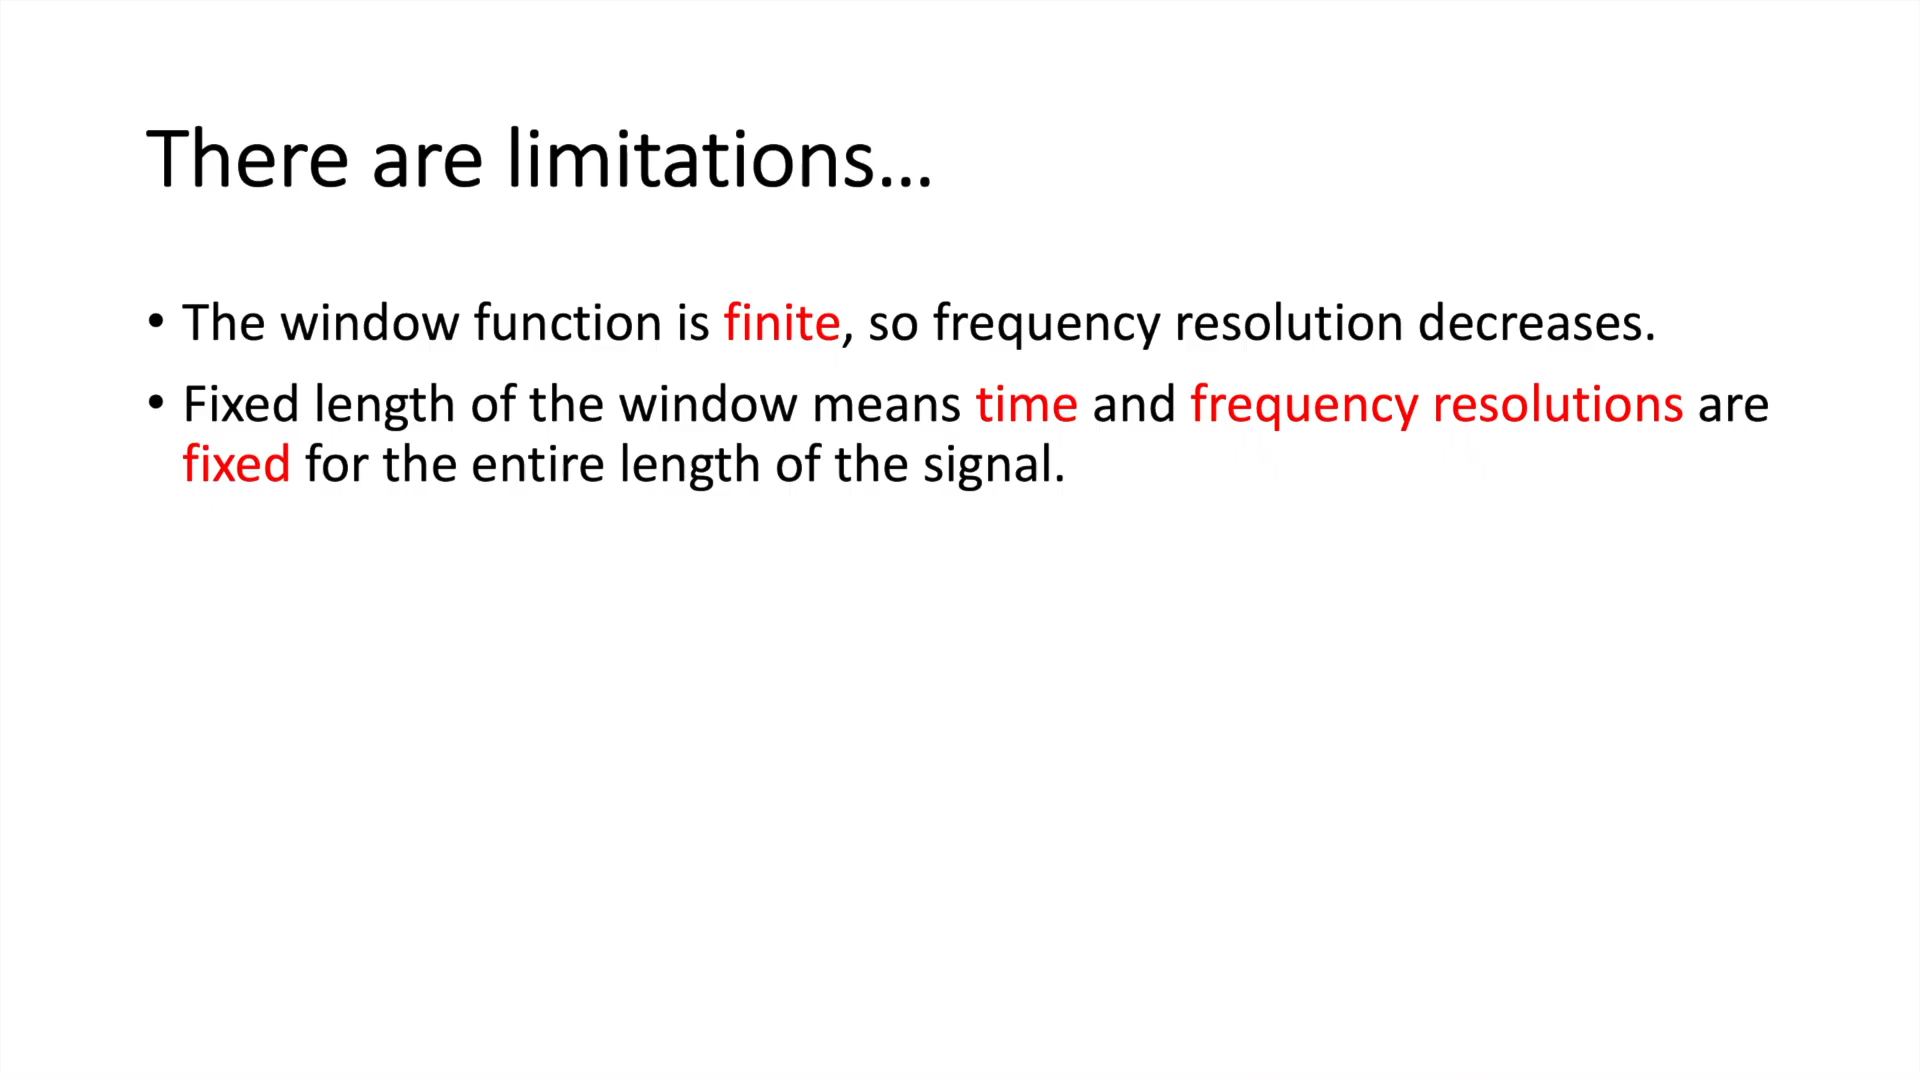 There are limitations...
• The window function is finite, so frequency resolution decreases.
• Fixed length of the window means time and frequency resolutions are
fixed for the entire length of the signal.